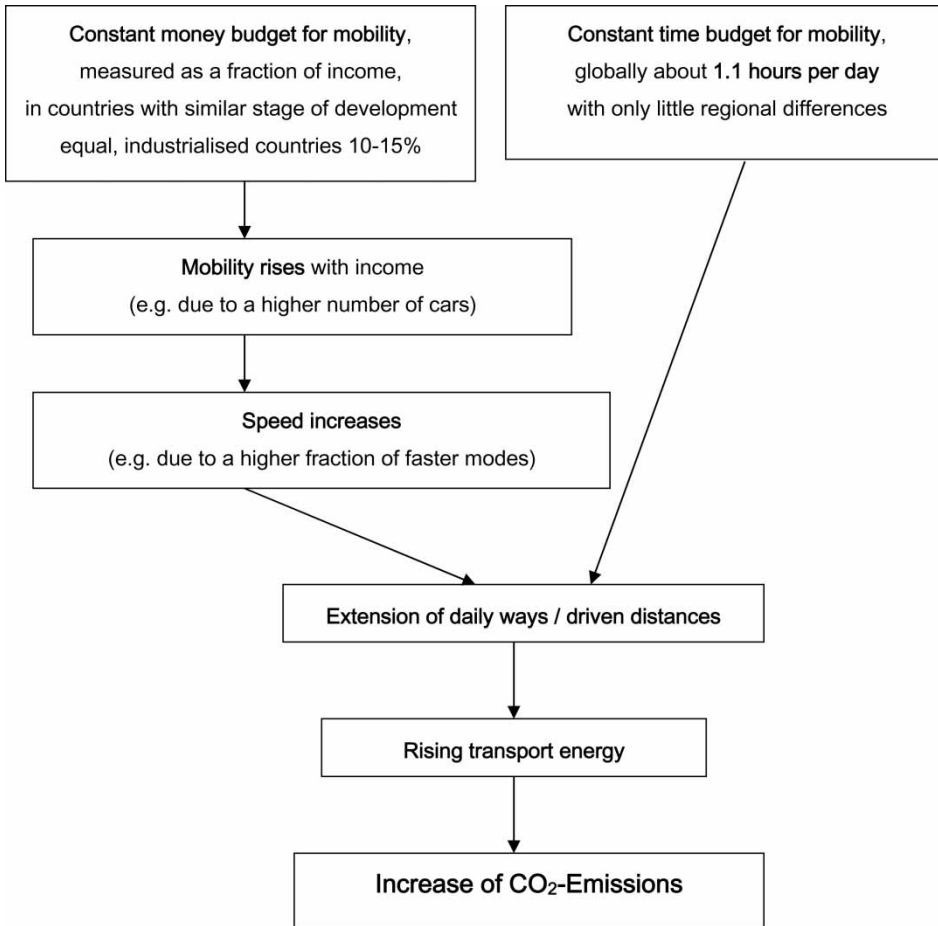 Constant money budget for mobility,
measured as a fraction of income,
in countries with similar stage of development
equal, industrialised countries 10-15%
Constant time budget for mobility,
globally about 1.1 hours per day
with only little regional differences
Mobility rises with income
(e.g. due to a higher number of cars)
Speed increases
(e.g. due to a higher fraction of faster modes)
Extension of daily ways / driven distances
Rising transport energy
Increase of CO₂-Emissions